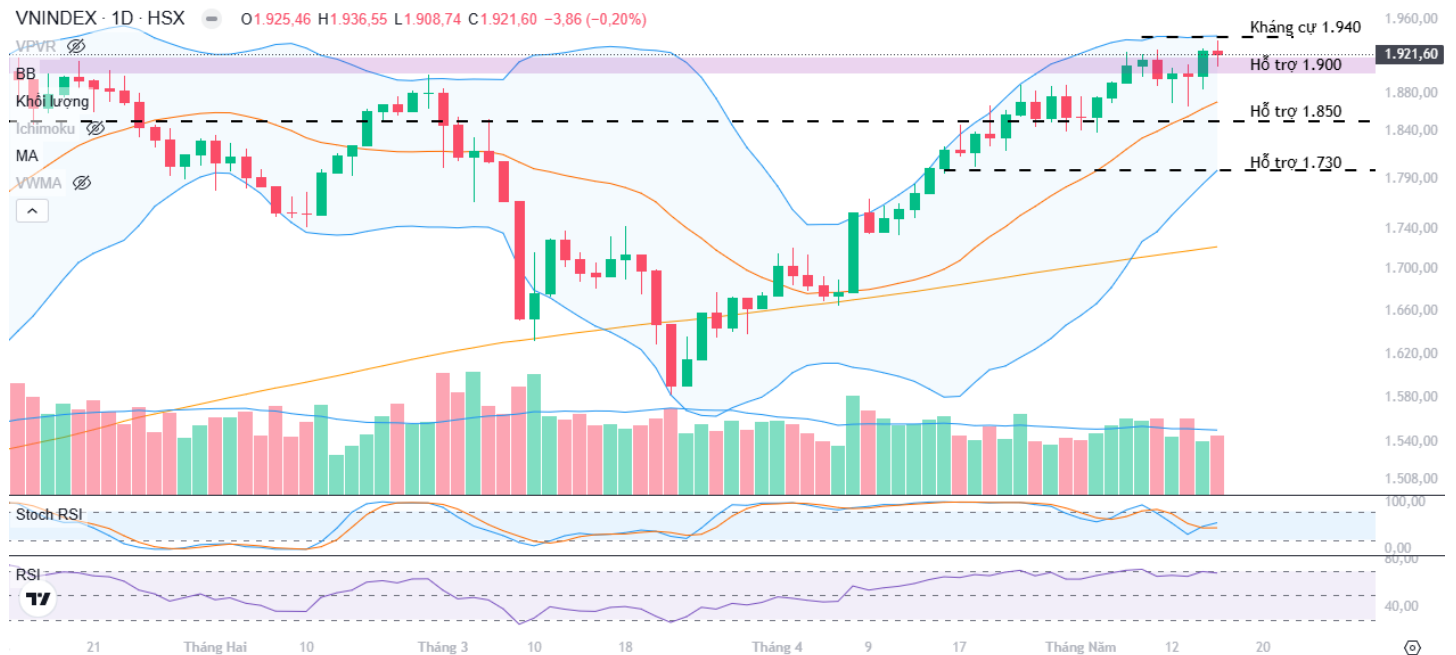 VNINDEX · 1D · HSX O1.925,46 H1.936,55 L1.908,74 C1.921,60 −3,86 (−0,20%)
VPVR
BB
Khối lượng
Ichimoku
MA
VWMA
Kháng cự 1.940
Hỗ trợ 1.900
Hỗ trợ 1.850
Hỗ trợ 1.730
1.960,00
1.921,60
1.880,00
1.840,00
1.790,00
1.740,00
1.700,00
1.660,00
1.620,00
1.580,00
1.540,00
1.508,00
Stoch RSI
100,00
0,00
RSI
80,00
40,00
21 Tháng Hai 10 Tháng 3 10 18 Tháng 4 9 17 Tháng Năm 12 20